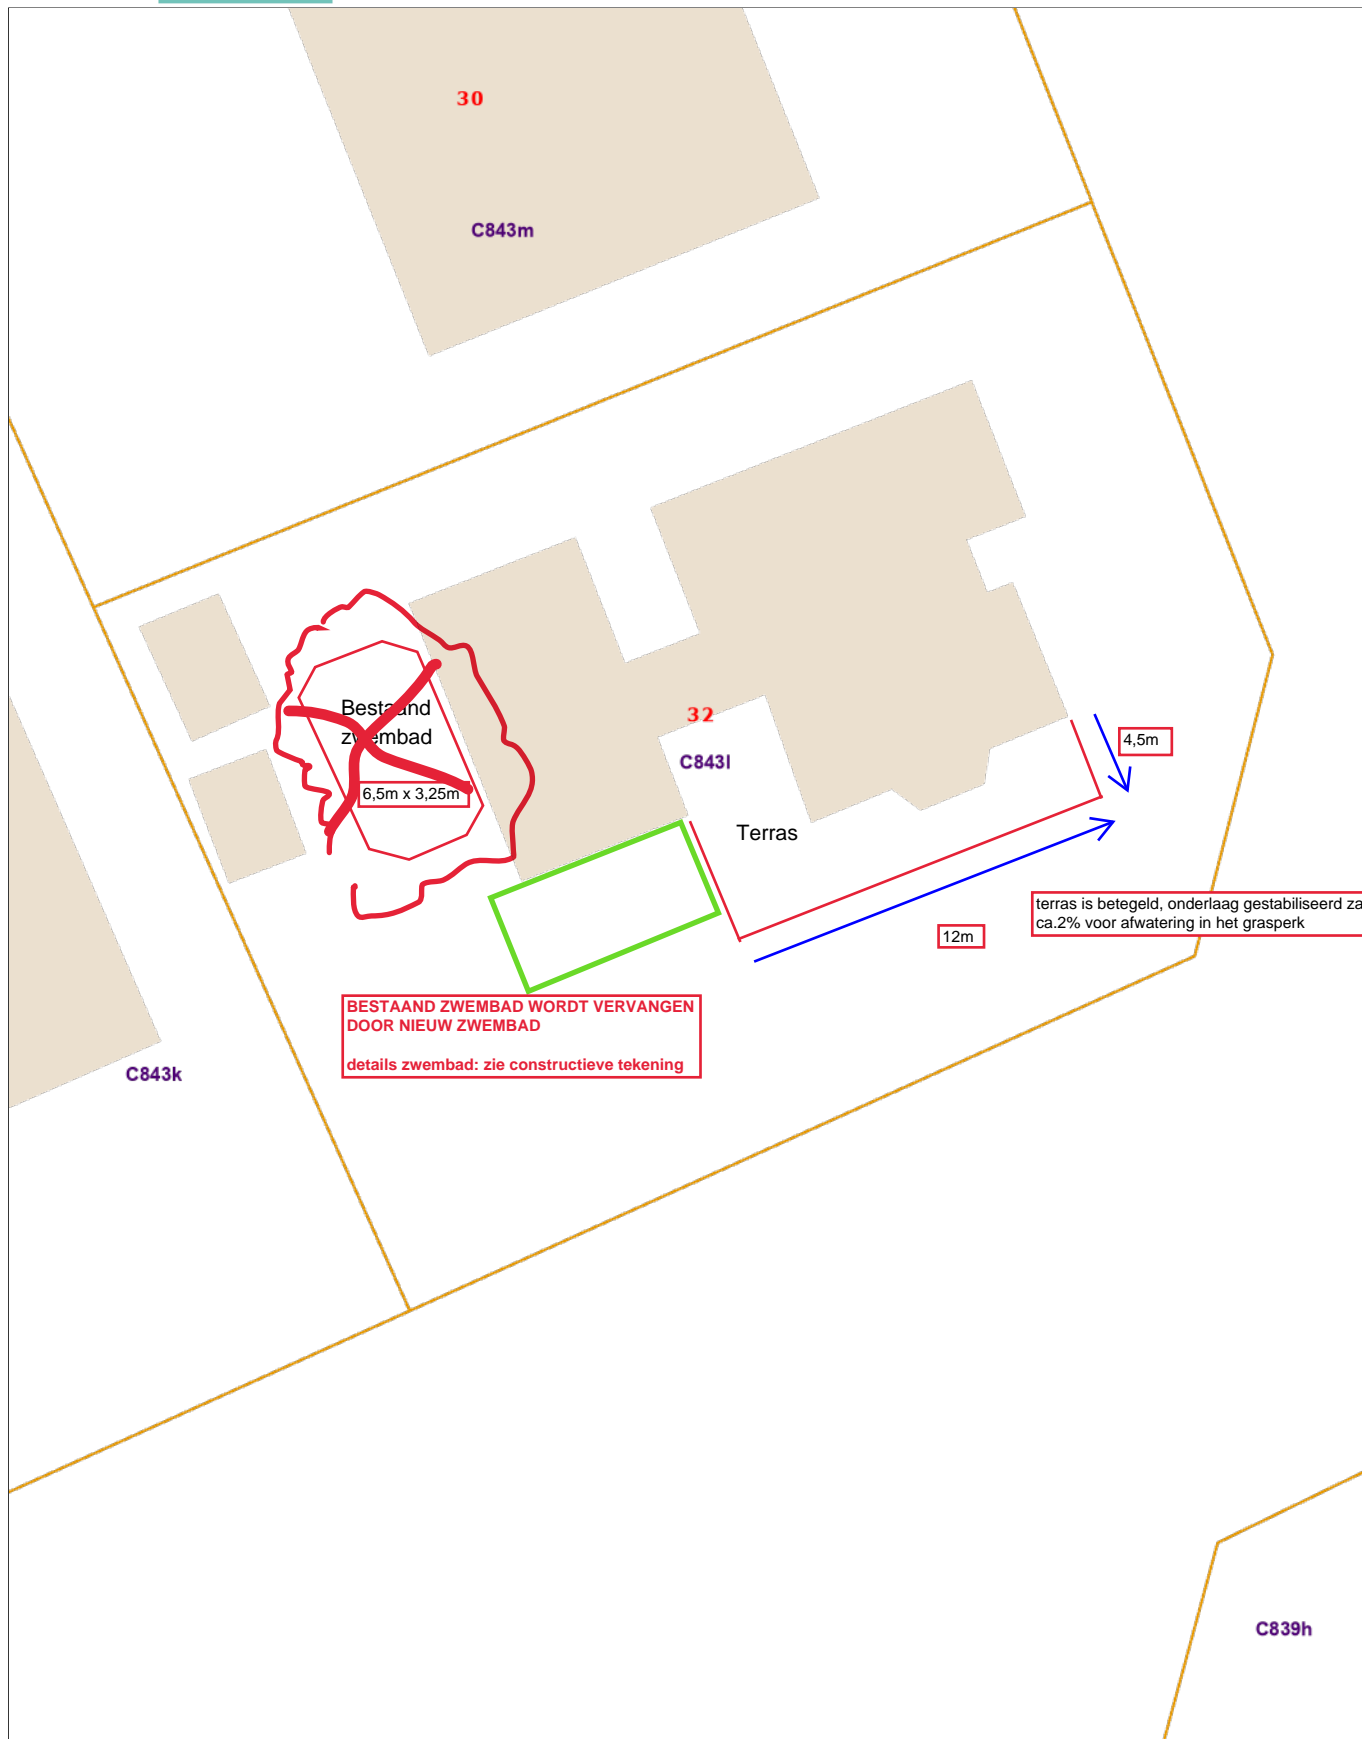 30
C843m
Bestaand
zwembad
6,5m x 3,25m
32
C843l
4,5m
Terras
terras is betegeld, onderlaag gestabiliseerd
ca.2% voor afwatering in het grasperk
12m
BESTAAND ZWEMBAD WORDT VERVANGEN
DOOR NIEUW ZWEMBAD
details zwembad: zie constructieve tekening
C843k
C839h